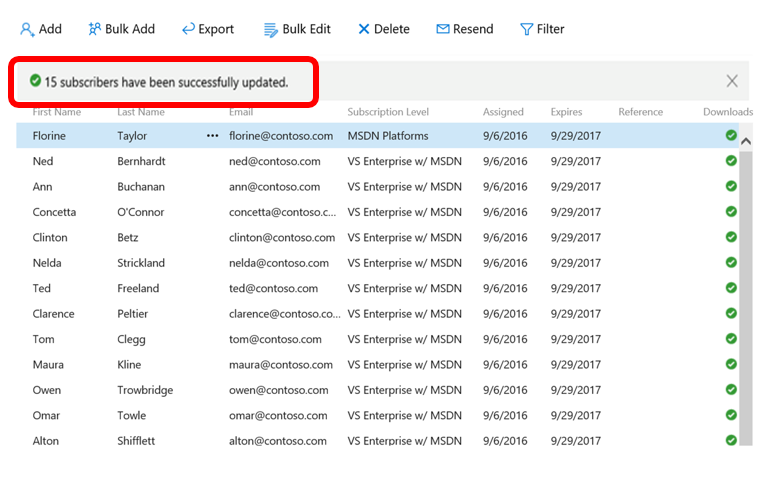 Add Bulk Add Export Bulk Edit Delete Resend Filter
15 subscribers have been successfully updated.
First Name Last Name Email Subscription Level Assigned Expires Reference Downloads
Florine Taylor ••• florine@contoso.com MSDN Platforms 9/6/2016 9/29/2017
Ned Bernhardt ned@contoso.com VS Enterprise w/ MSDN 9/6/2016 9/29/2017
Ann Buchanan ann@contoso.com VS Enterprise w/ MSDN 9/6/2016 9/29/2017
Concetta O'Connor concetta@contoso.c... VS Enterprise w/ MSDN 9/6/2016 9/29/2017
Clinton Betz clinton@contoso.com VS Enterprise w/ MSDN 9/6/2016 9/29/2017
Nelda Strickland nelda@contoso.com VS Enterprise w/ MSDN 9/6/2016 9/29/2017
Ted Freeland ted@contoso.com VS Enterprise w/ MSDN 9/6/2016 9/29/2017
Clarence Peltier clarence@contoso.co... VS Enterprise w/ MSDN 9/6/2016 9/29/2017
Tom Clegg tom@contoso.com VS Enterprise w/ MSDN 9/6/2016 9/29/2017
Maura Kline maura@contoso.com VS Enterprise w/ MSDN 9/6/2016 9/29/2017
Owen Trowbridge owen@contoso.com VS Enterprise w/ MSDN 9/6/2016 9/29/2017
Omar Towle omar@contoso.com VS Enterprise w/ MSDN 9/6/2016 9/29/2017
Alton Shifflett alton@contoso.com VS Enterprise w/ MSDN 9/6/2016 9/29/2017